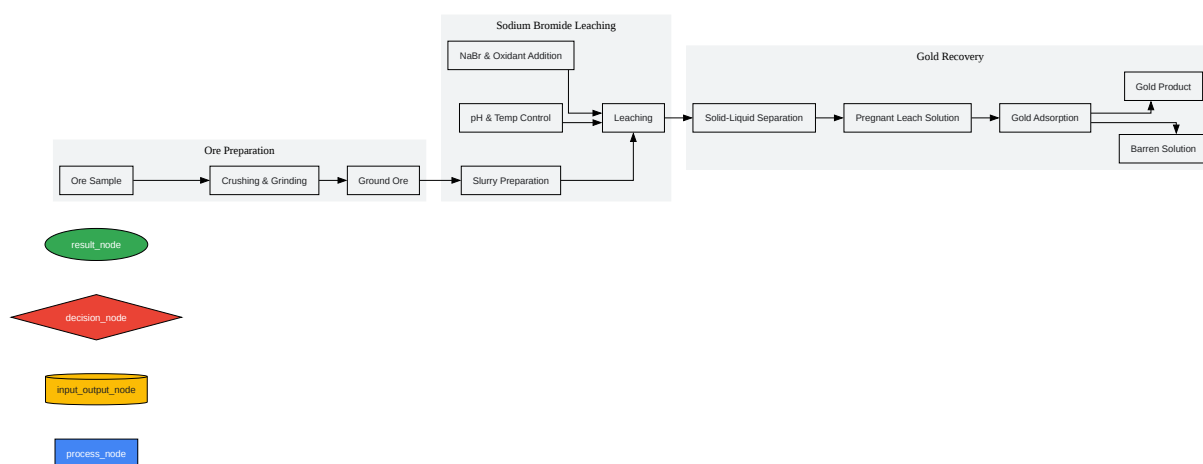 Sodium Bromide Leaching
NaBr & Oxidant Addition
pH & Temp Control
Leaching
Slurry Preparation
Gold Recovery
Gold Product
Solid-Liquid Separation
Pregnant Leach Solution
Gold Adsorption
Barren Solution
Ore Preparation
Ore Sample
Crushing & Grinding
Ground Ore
result_node
decision_node
input_output_node
process_node